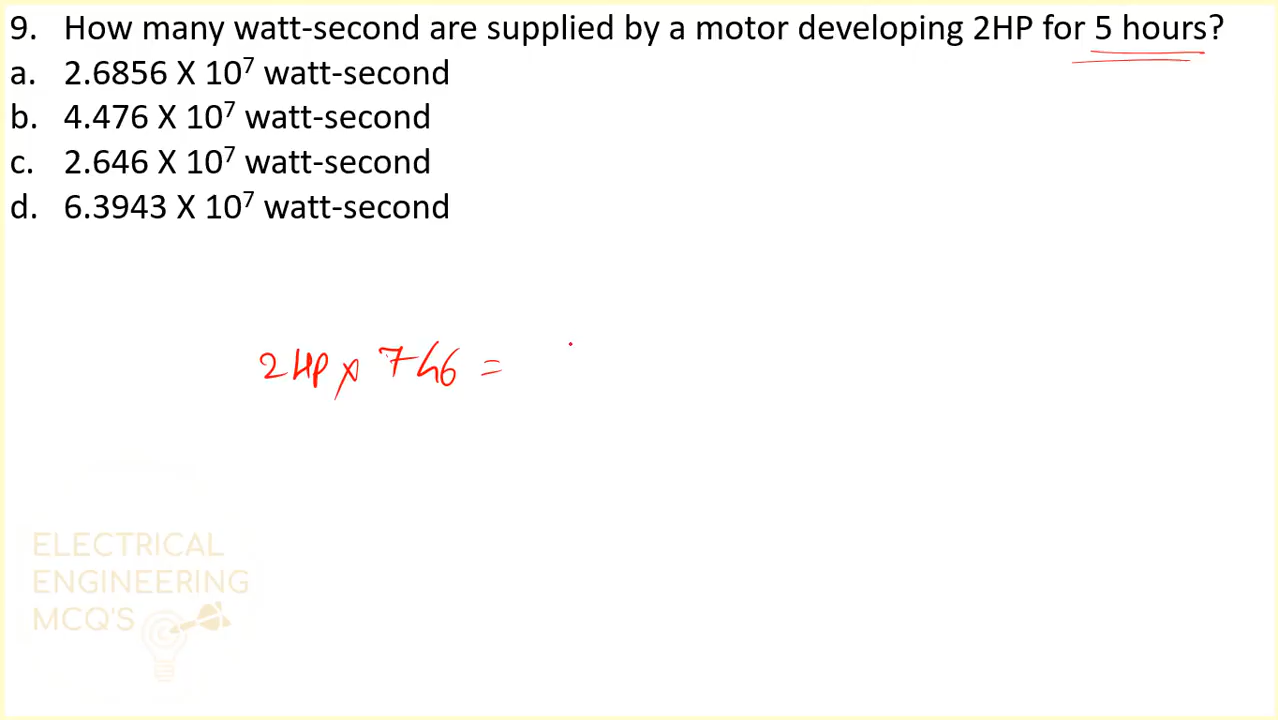 9. How many watt-second are supplied by a motor developing 2HP for 5 hours?
a. 2.6856 X 10⁷ watt-second
b. 4.476 X 10⁷ watt-second
c. 2.646 X 10⁷ watt-second
d. 6.3943 X 10⁷ watt-second
2HP x 746 =
ELECTRICAL
ENGINEERING
MCQ'S